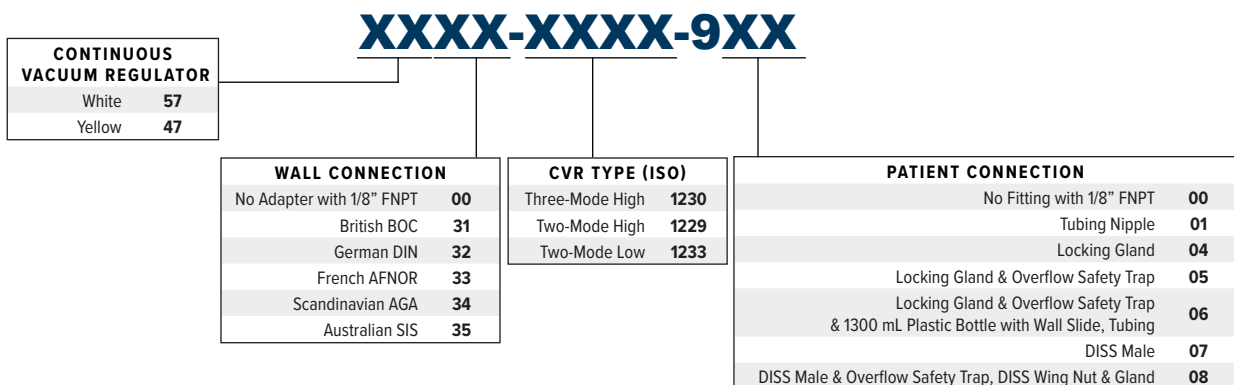 XXXX-XXXX-9XX
CONTINUOUS
VACUUM REGULATOR
White 57
Yellow 47
WALL CONNECTION
No Adapter with 1/8” FNPT 00
British BOC 31
German DIN 32
French AFNOR 33
Scandinavian AGA 34
Australian SIS 35
CVR TYPE (ISO)
Three-Mode High 1230
Two-Mode High 1229
Two-Mode Low 1233
PATIENT CONNECTION
No Fitting with 1/8” FNPT 00
Tubing Nipple 01
Locking Gland 04
Locking Gland & Overflow Safety Trap 05
Locking Gland & Overflow Safety Trap
& 1300 mL Plastic Bottle with Wall Slide, Tubing 06
DISS Male 07
DISS Male & Overflow Safety Trap, DISS Wing Nut & Gland 08